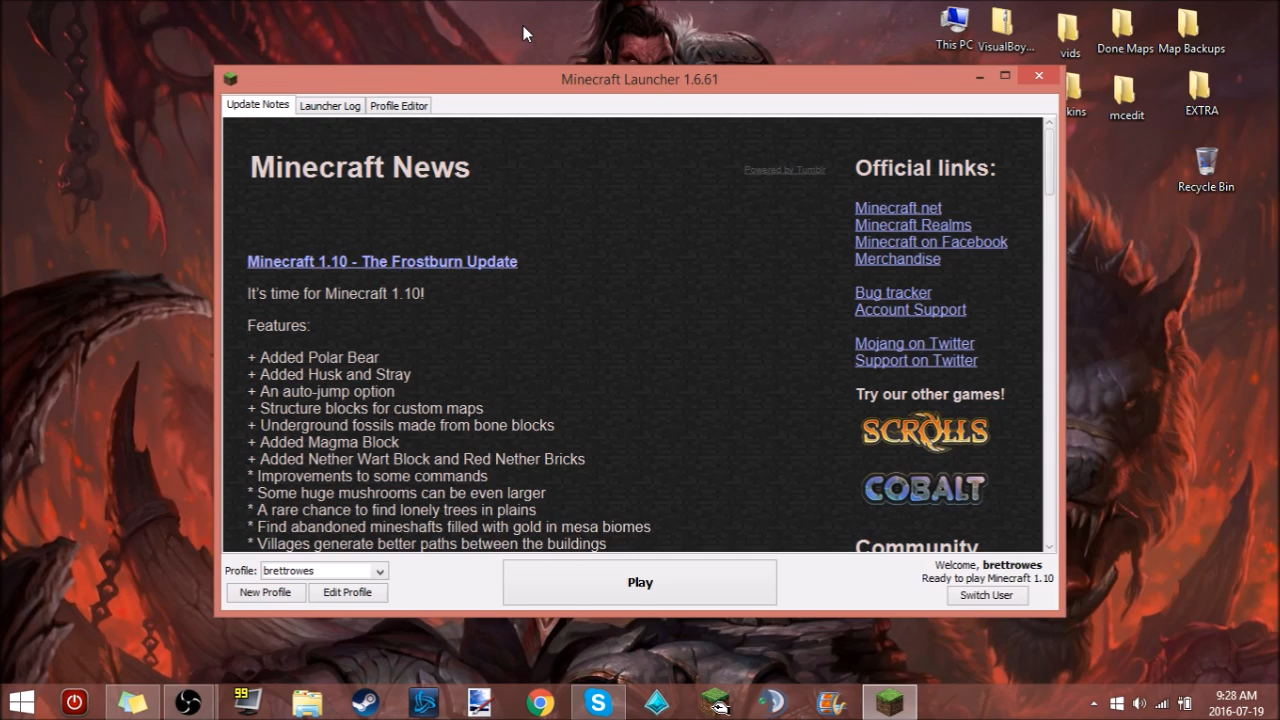 This PC
VisualBoy...
vids
Done Maps
Map Backups
kins
mcedit
EXTRA
Recycle Bin
Minecraft Launcher 1.6.61
Update Notes
Launcher Log
Profile Editor
Minecraft News
Powered by Tumblr
Minecraft 1.10 - The Frostburn Update
It's time for Minecraft 1.10!
Features:
+ Added Polar Bear
+ Added Husk and Stray
+ An auto-jump option
+ Structure blocks for custom maps
+ Underground fossils made from bone blocks
+ Added Magma Block
+ Added Nether Wart Block and Red Nether Bricks
* Improvements to some commands
* Some huge mushrooms can be even larger
* A rare chance to find lonely trees in plains
* Find abandoned mineshafts filled with gold in mesa biomes
* Villages generate better paths between the buildings
Official links:
Minecraft.net
Minecraft Realms
Minecraft on Facebook
Merchandise
Bug tracker
Account Support
Mojang on Twitter
Support on Twitter
Try our other games!
SCROLLS
COBALT
Community
Profile: brettrowes
New Profile
Edit Profile
Play
Welcome, brettrowes
Ready to play Minecraft 1.10
Switch User
99
9:28 AM
2016-07-19